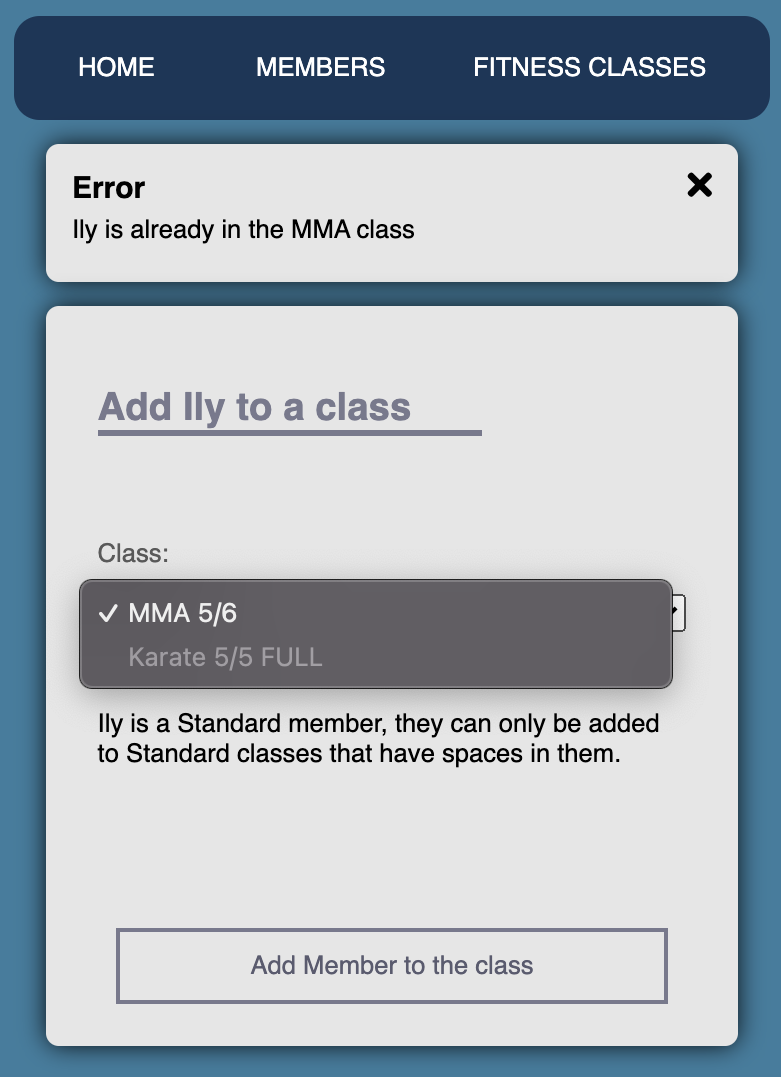 HOME MEMBERS FITNESS CLASSES
Error
Ily is already in the MMA class
Add Ily to a class
Class:
✓ MMA 5/6
Karate 5/5 FULL
Ily is a Standard member, they can only be added
to Standard classes that have spaces in them.
Add Member to the class